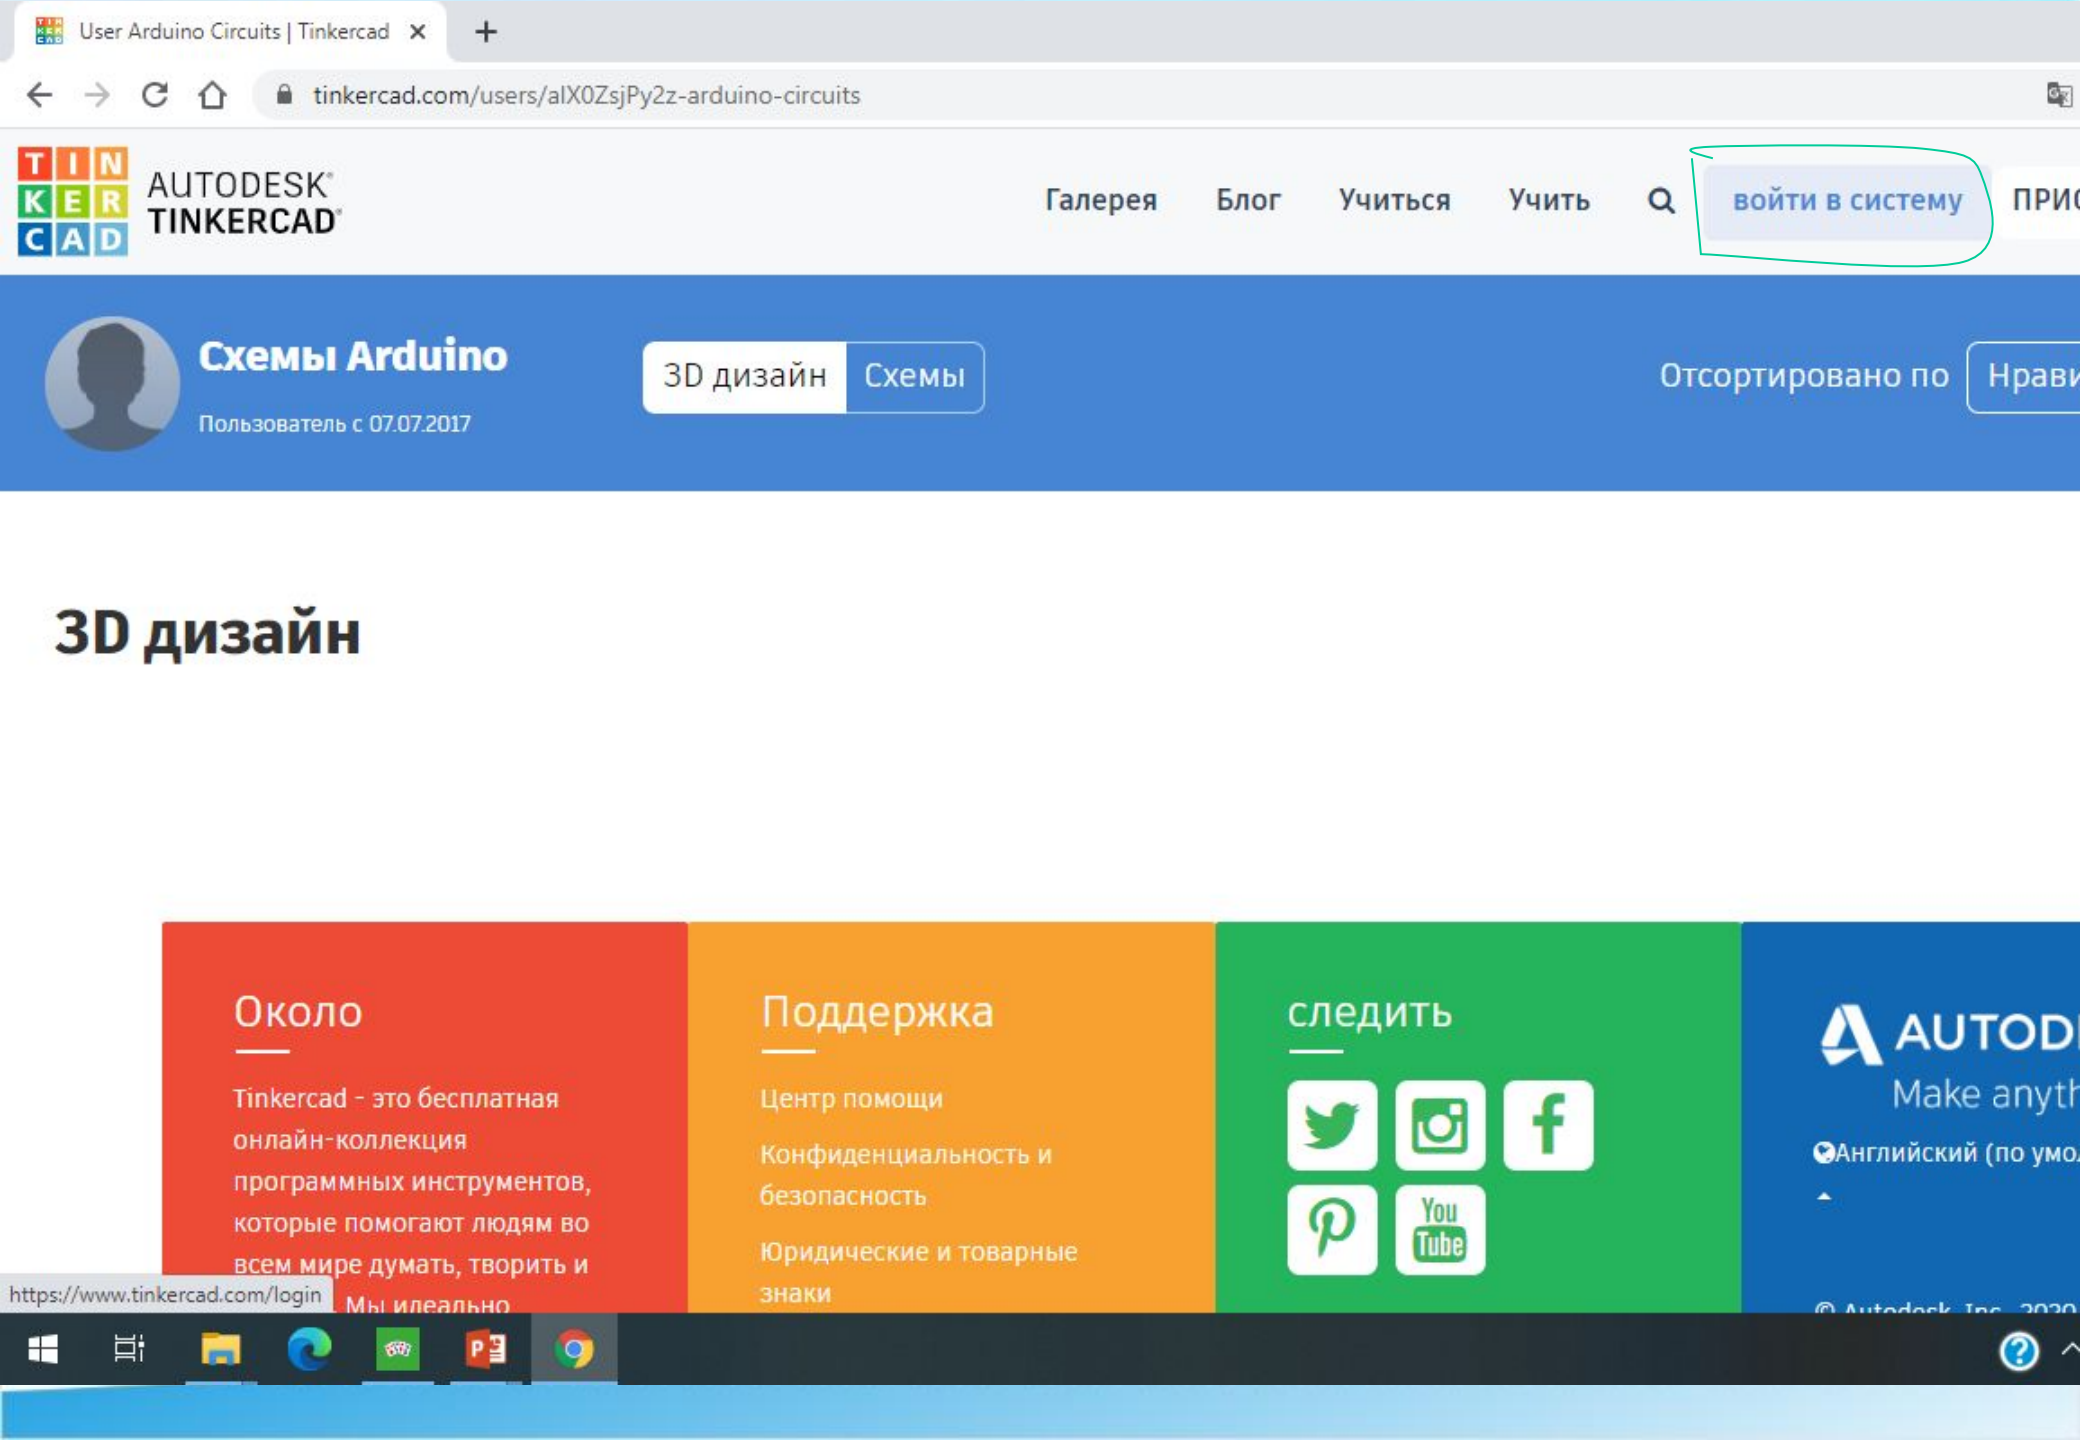 User Arduino Circuits | Tinkercad
tinkercad.com/users/alX0ZsjPy2z-arduino-circuits
TIN
KER
CAD
AUTODESK®
TINKERCAD®
Галерея Блог Учиться Учить войти в систему
Схемы Arduino
Пользователь с 07.07.2017
3D дизайн Схемы
Отсортировано по
3D дизайн
Около
Tinkercad - это бесплатная
онлайн-коллекция
программных инструментов,
которые помогают людям во
всем мире думать, творить и
Мы идеально
Поддержка
Центр помощи
Конфиденциальность и
безопасность
Юридические и товарные
знаки
следить
You
Tube
Make
Английский (по
© Autodesk, Inc. 2020
https://www.tinkercad.com/login